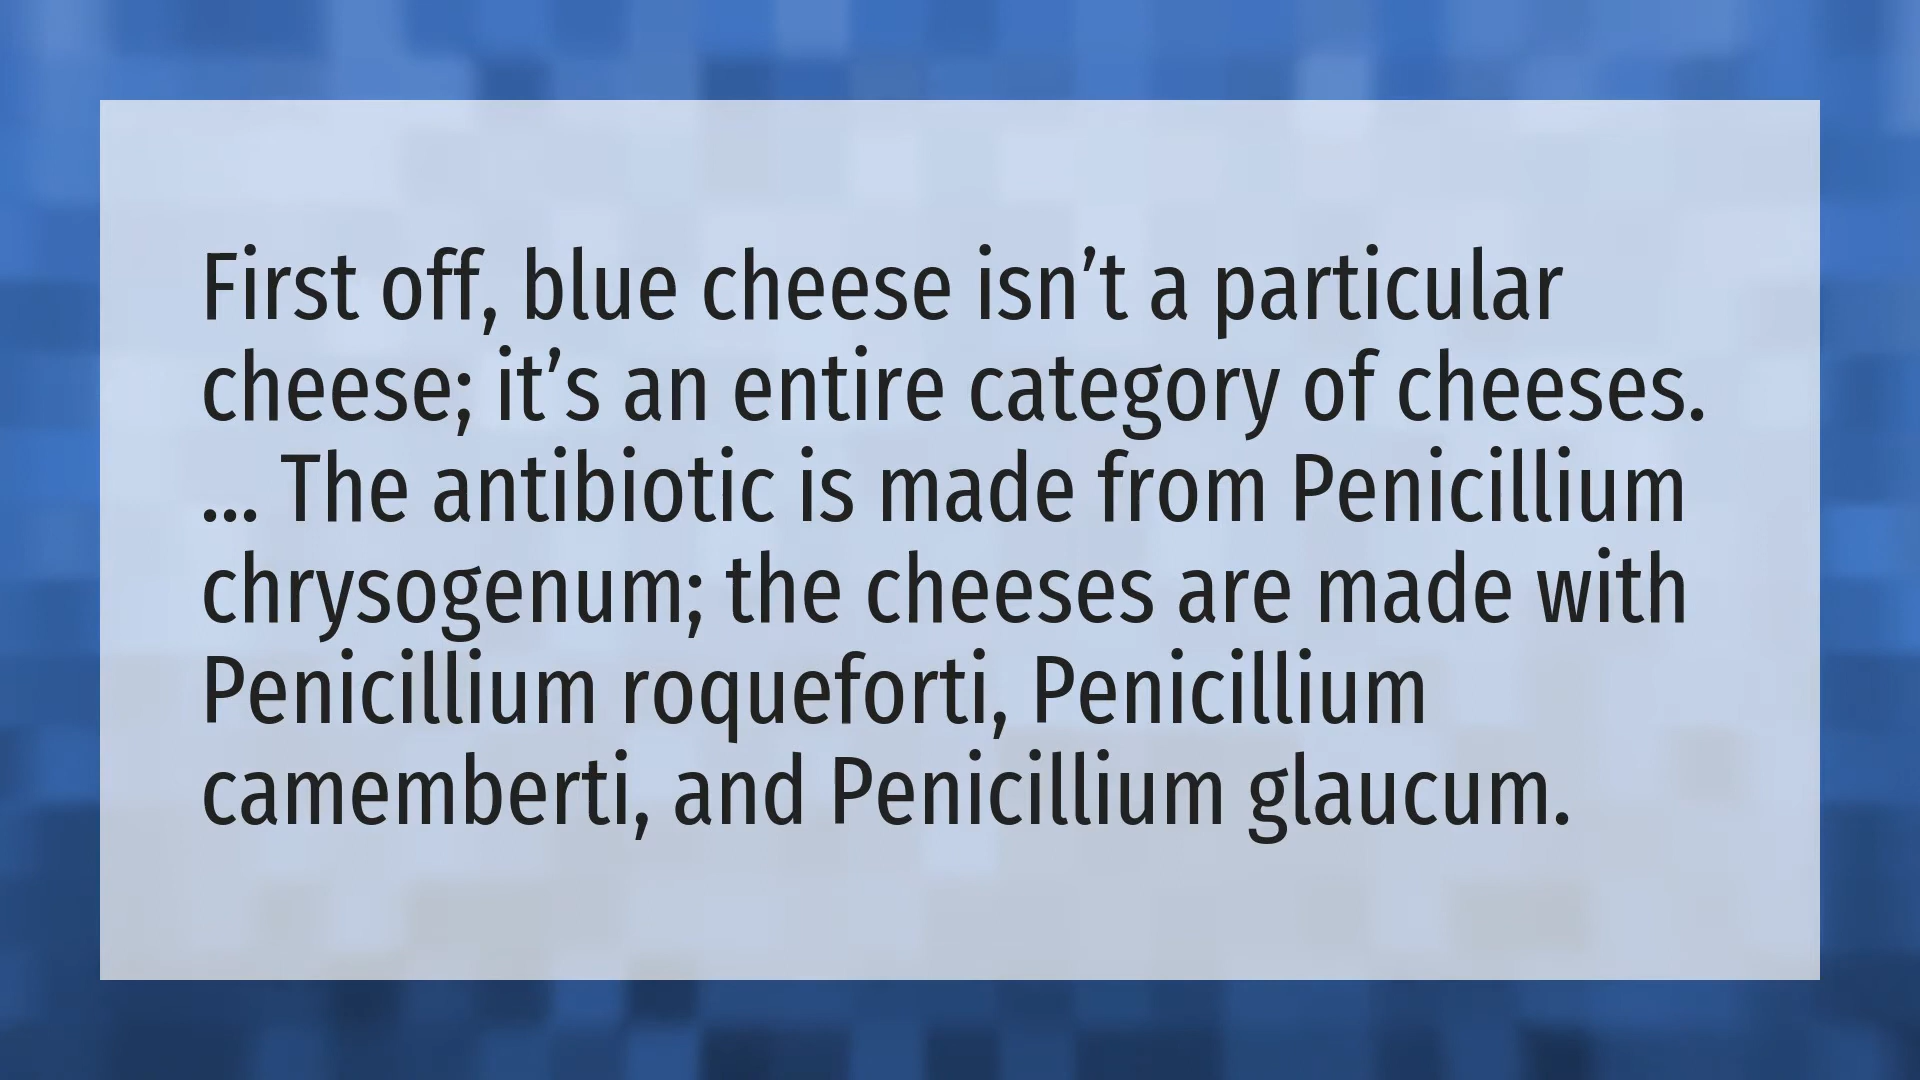 First off, blue cheese isn’t a particular
cheese; it’s an entire category of cheeses.
... The antibiotic is made from Penicillium
chrysogenum; the cheeses are made with
Penicillium roqueforti, Penicillium
camemberti, and Penicillium glaucum.